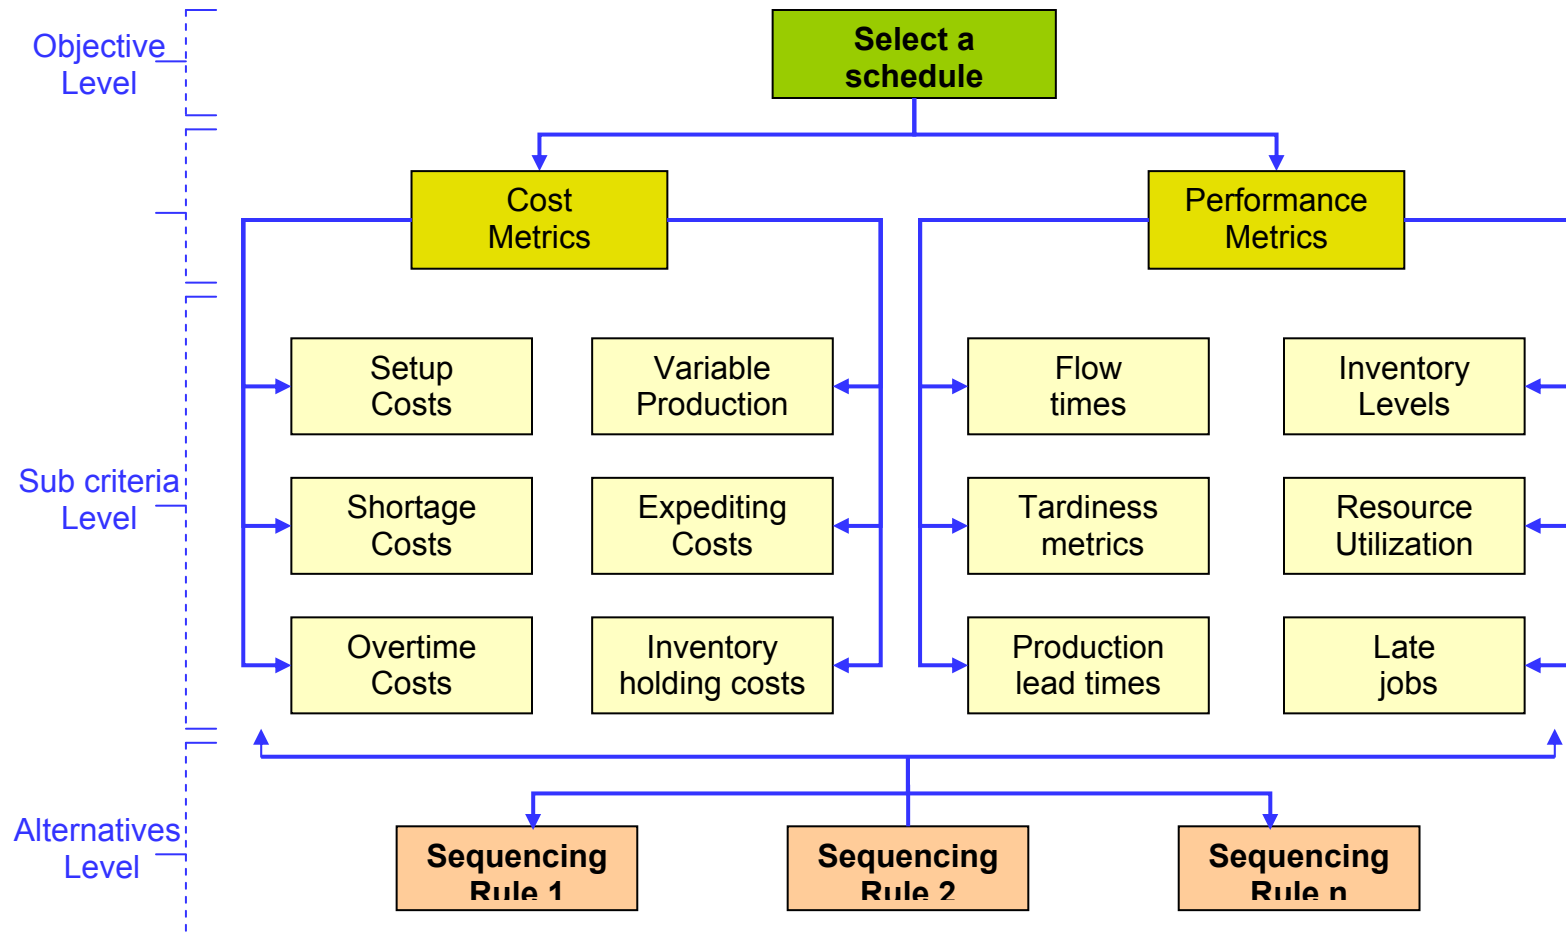 Objective
Level
Select a
schedule
Cost
Metrics
Performance
Metrics
Sub criteria
Level
Setup
Costs
Variable
Production
Flow
times
Inventory
Levels
Shortage
Costs
Expediting
Costs
Tardiness
metrics
Resource
Utilization
Overtime
Costs
Inventory
holding costs
Production
lead times
Late
jobs
Alternatives
Level
Sequencing
Rule 1
Sequencing
Rule 2
Sequencing
Rule n